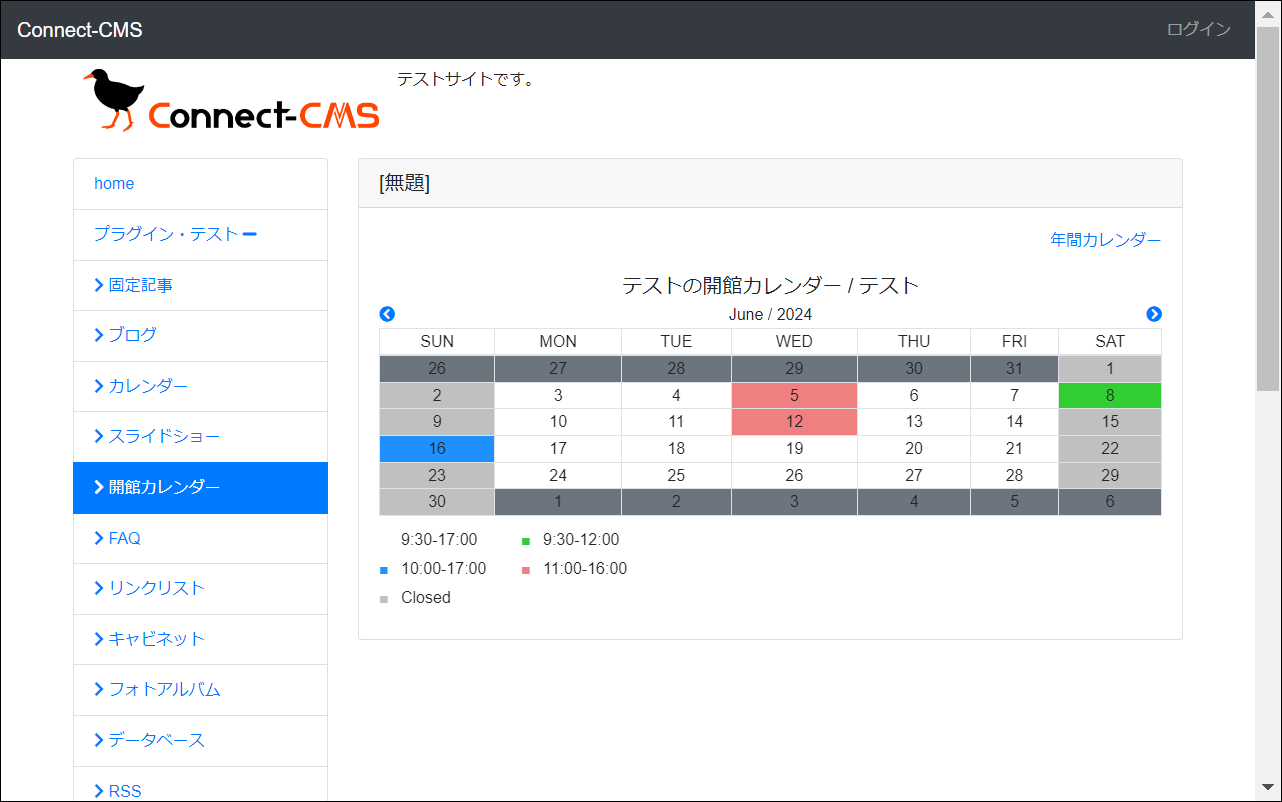 Connect-CMS
ログイン
Connect-CMS
テストサイトです。
home
プラグイン・テスト
固定記事
ブログ
カレンダー
スライドショー
開館カレンダー
FAQ
リンクリスト
キャビネット
フォトアルバム
データベース
RSS
[無題]
年間カレンダー
テストの開館カレンダー / テスト
June / 2024
SUN MON TUE WED THU FRI SAT
26 27 28 29 30 31 1
2 3 4 5 6 7 8
9 10 11 12 13 14 15
16 17 18 19 20 21 22
23 24 25 26 27 28 29
30 1 2 3 4 5 6
9:30-17:00 9:30-12:00
10:00-17:00 11:00-16:00
Closed